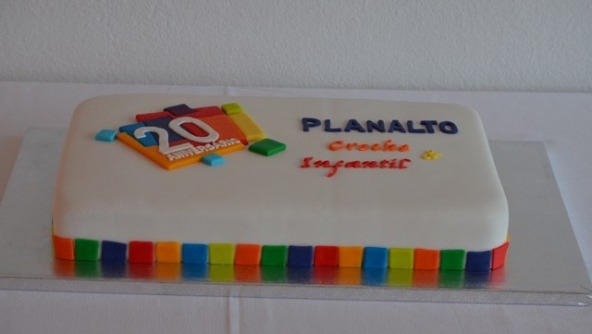 20
ANIVERSÁRIO
PLANALTO
Creche
Infantil